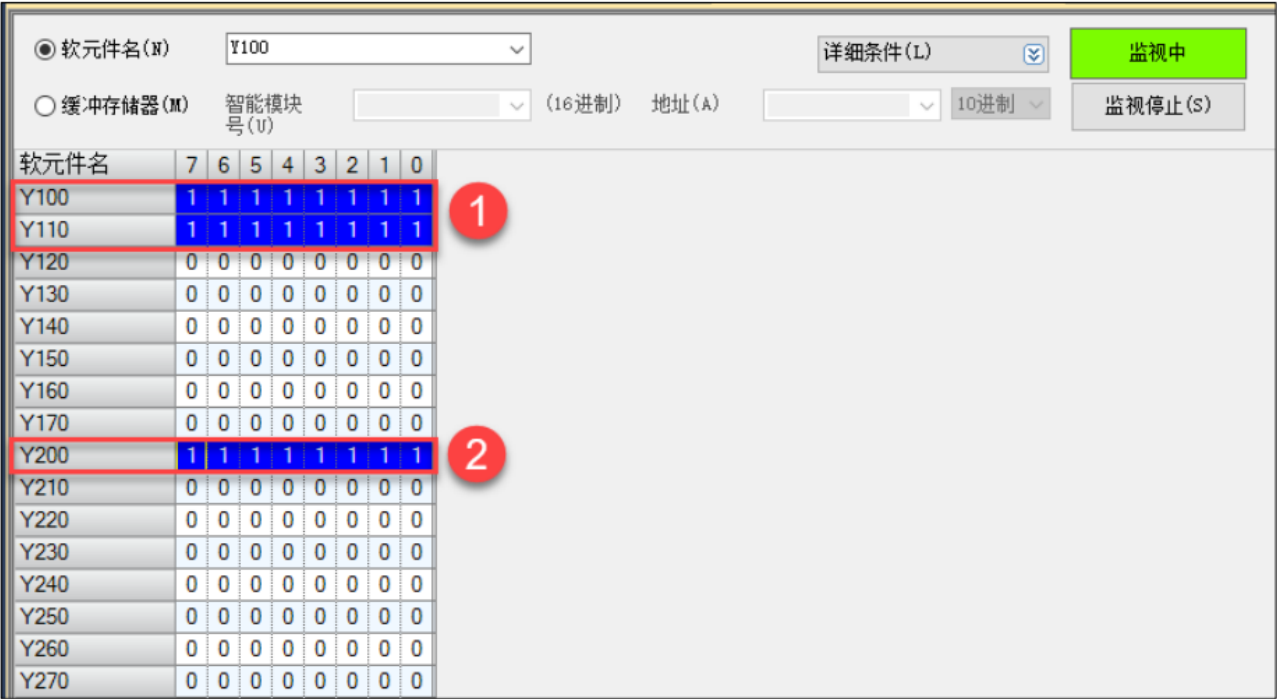 软元件名(N) Y100 详细条件(L) 监视中
缓冲存储器(M) 智能模块号(U) (16进制) 地址(A) 10进制 监视停止(S)
软元件名 7 6 5 4 3 2 1 0
Y100 1 1 1 1 1 1 1 1
1
Y110 1 1 1 1 1 1 1 1
Y120 0 0 0 0 0 0 0 0
Y130 0 0 0 0 0 0 0 0
Y140 0 0 0 0 0 0 0 0
Y150 0 0 0 0 0 0 0 0
Y160 0 0 0 0 0 0 0 0
Y170 0 0 0 0 0 0 0 0
Y200 1 1 1 1 1 1 1 1 2
Y210 0 0 0 0 0 0 0 0
Y220 0 0 0 0 0 0 0 0
Y230 0 0 0 0 0 0 0 0
Y240 0 0 0 0 0 0 0 0
Y250 0 0 0 0 0 0 0 0
Y260 0 0 0 0 0 0 0 0
Y270 0 0 0 0 0 0 0 0